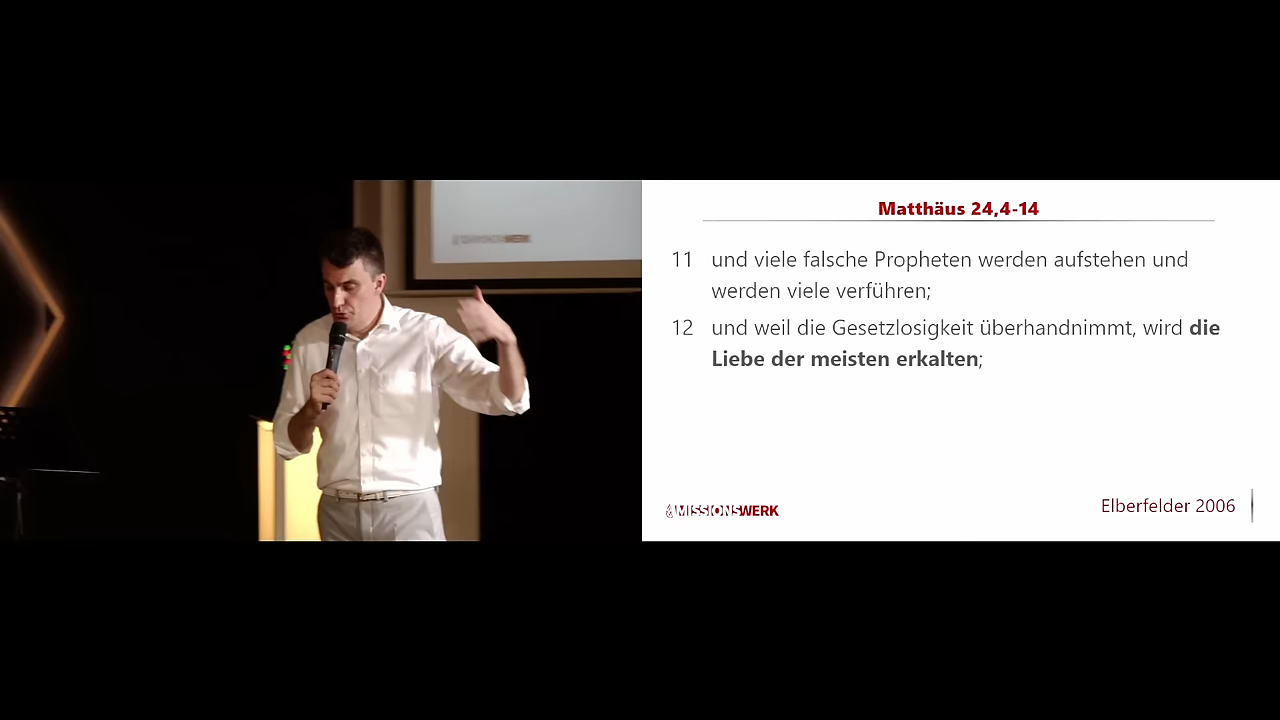 Matthäus 24,4-14
11 und viele falsche Propheten werden aufstehen und
werden viele verführen;
12 und weil die Gesetzlosigkeit überhandnimmt, wird die
Liebe der meisten erkalten;
MISSIONSWERK
Elberfelder 2006